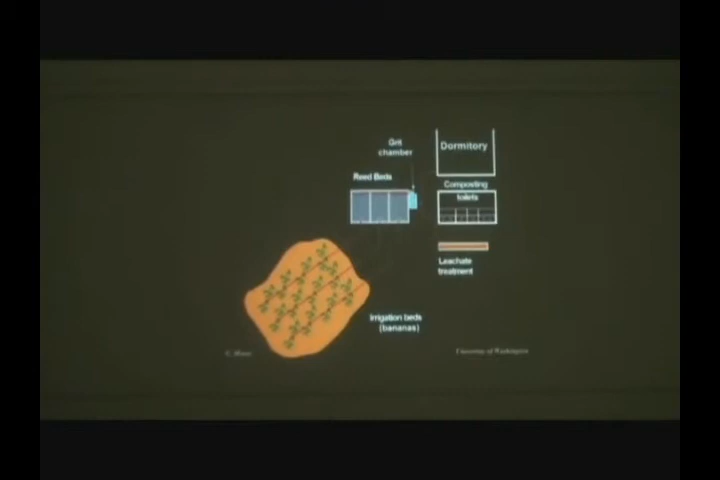 Grit
chamber
Dormitory
Reed Beds
Composting
toilets
Leachate
treatment
Irrigation beds
(bananas)
University of Washington